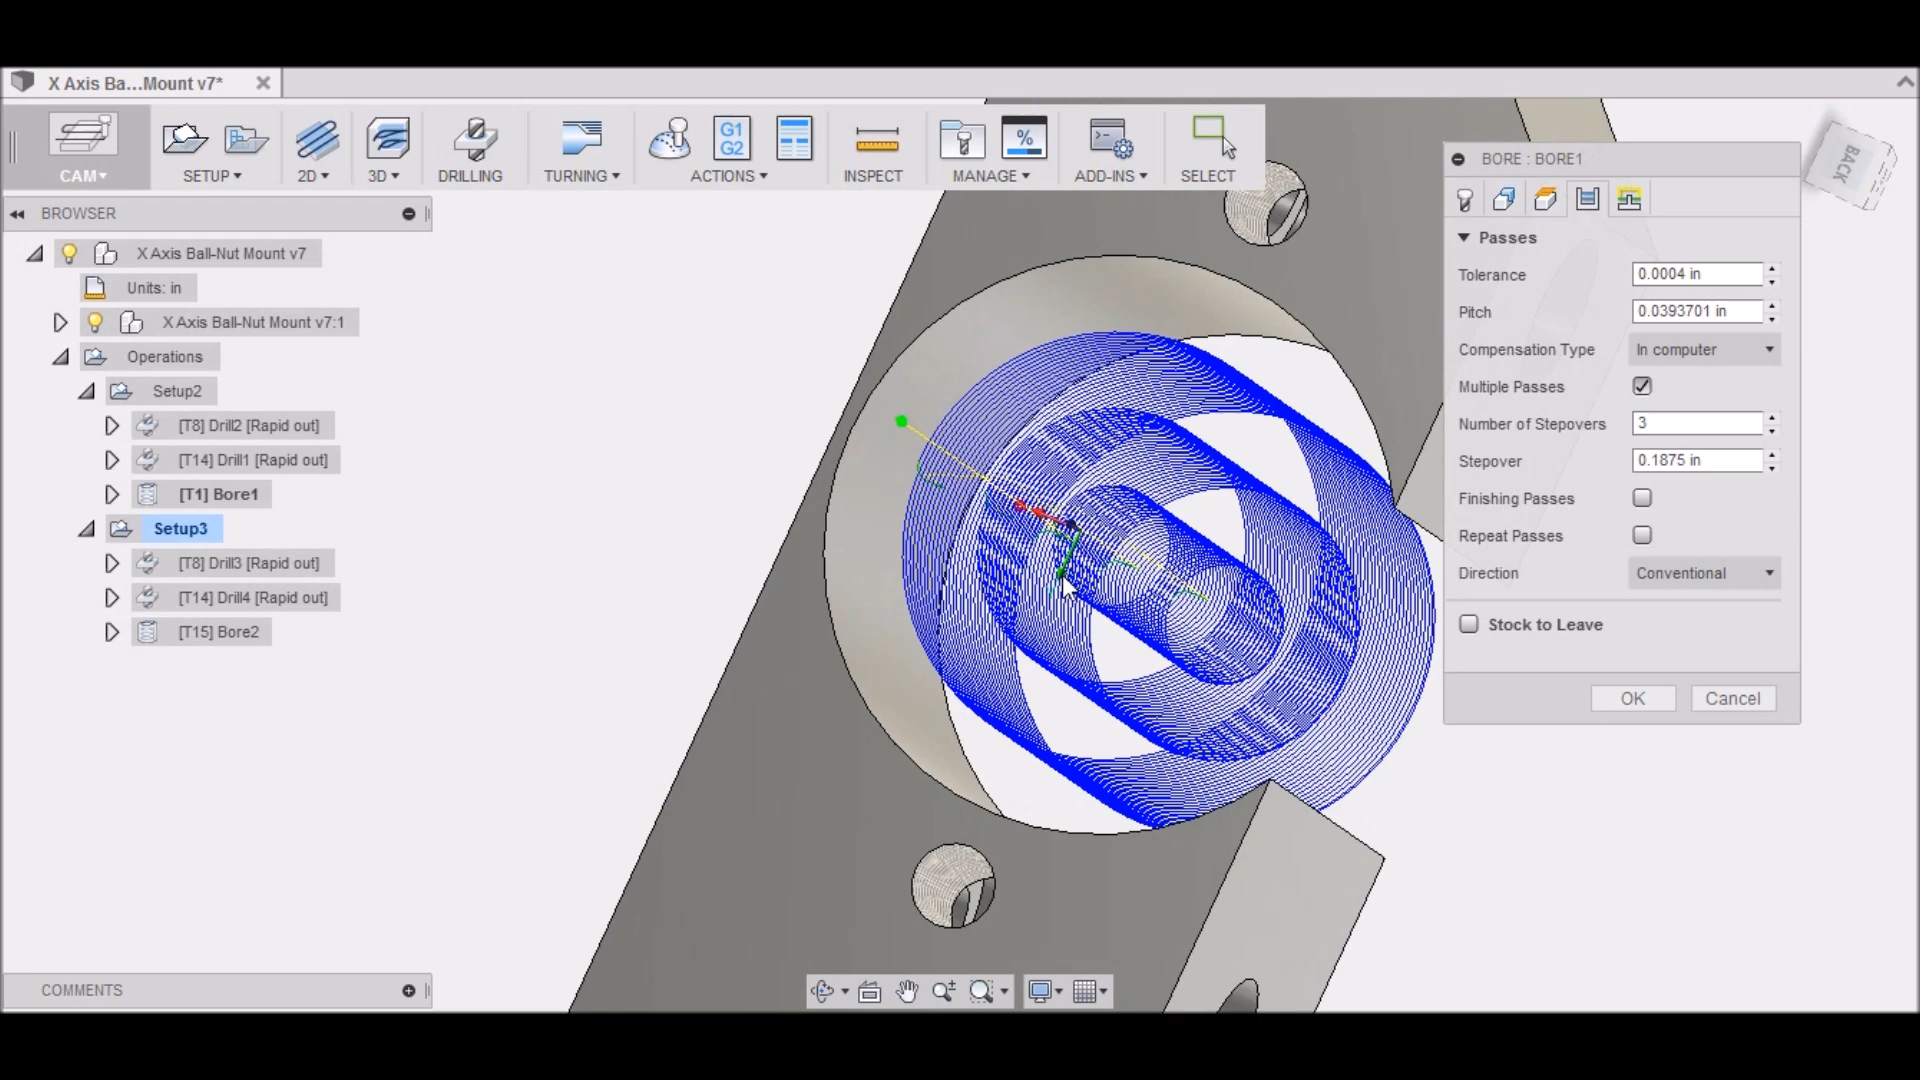 X Axis Ba...Mount v7*
G1
G2
%
CAM
SETUP
2D
3D
DRILLING
TURNING
ACTIONS
INSPECT
MANAGE
ADD-INS
SELECT
BROWSER
X Axis Ball-Nut Mount v7
Units: in
X Axis Ball-Nut Mount v7:1
Operations
Setup2
[T8] Drill2 [Rapid out]
[T14] Drill1 [Rapid out]
[T1] Bore1
Setup3
[T8] Drill3 [Rapid out]
[T14] Drill4 [Rapid out]
[T15] Bore2
COMMENTS
BACK
BORE : BORE1
Passes
Tolerance 0.0004 in
Pitch 0.0393701 in
Compensation Type In computer
Multiple Passes
Number of Stepovers 3
Stepover 0.1875 in
Finishing Passes
Repeat Passes
Direction Conventional
Stock to Leave
OK Cancel